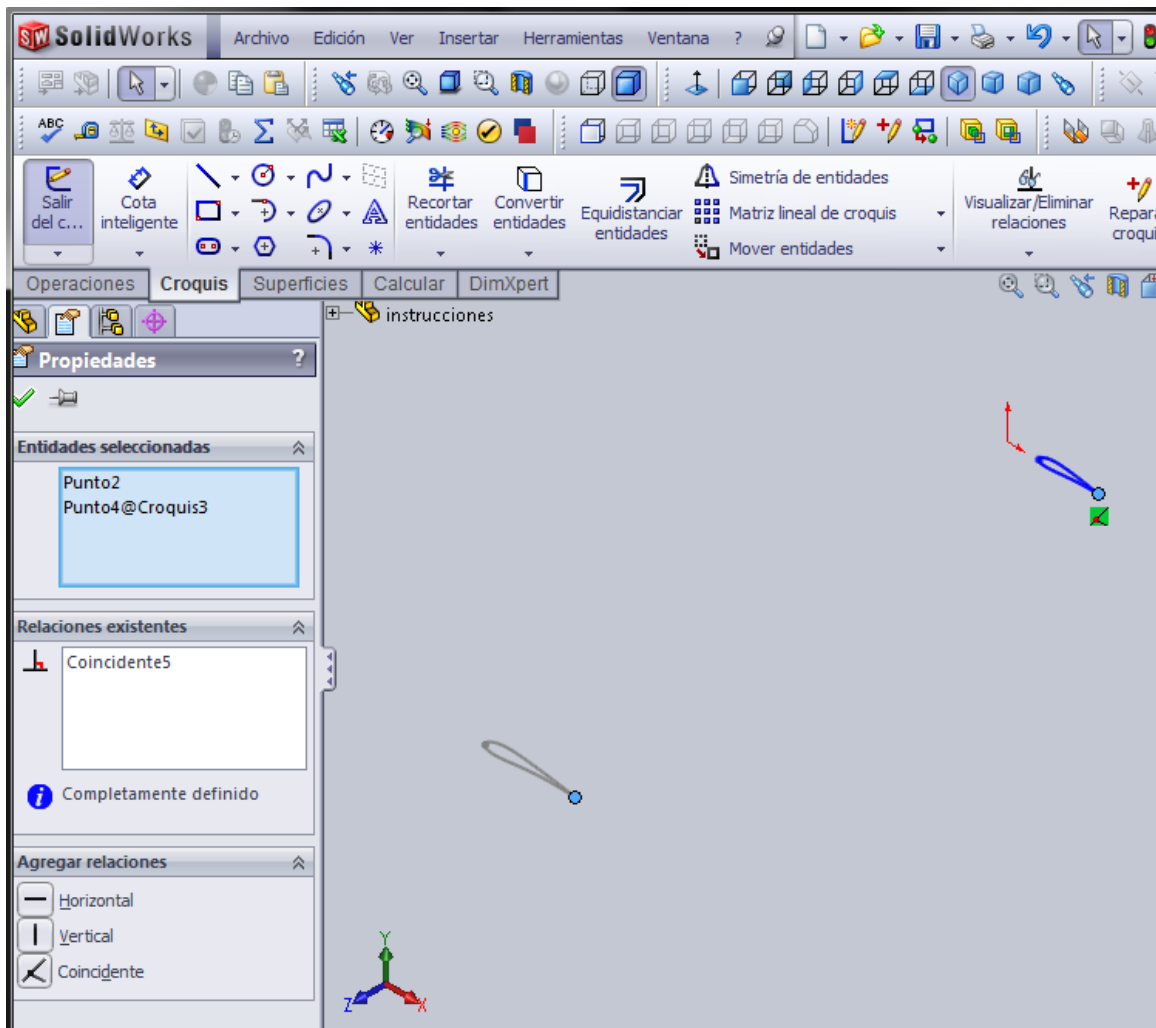 SolidWorks Archivo Edición Ver Insertar Herramientas Ventana ?
ABC
Salir del c...
Cota inteligente
Recortar entidades
Convertir entidades
Equidistanciar entidades
Simetría de entidades
Matriz lineal de croquis
Mover entidades
Visualizar/Eliminar relaciones
Operaciones Croquis Superficies Calcular DimXpert
instrucciones
Propiedades ?
Entidades seleccionadas
Punto2
Punto4@Croquis3
Relaciones existentes
Coincidente5
Completamente definido
Agregar relaciones
Horizontal
Vertical
Coincidente
Y
Z X